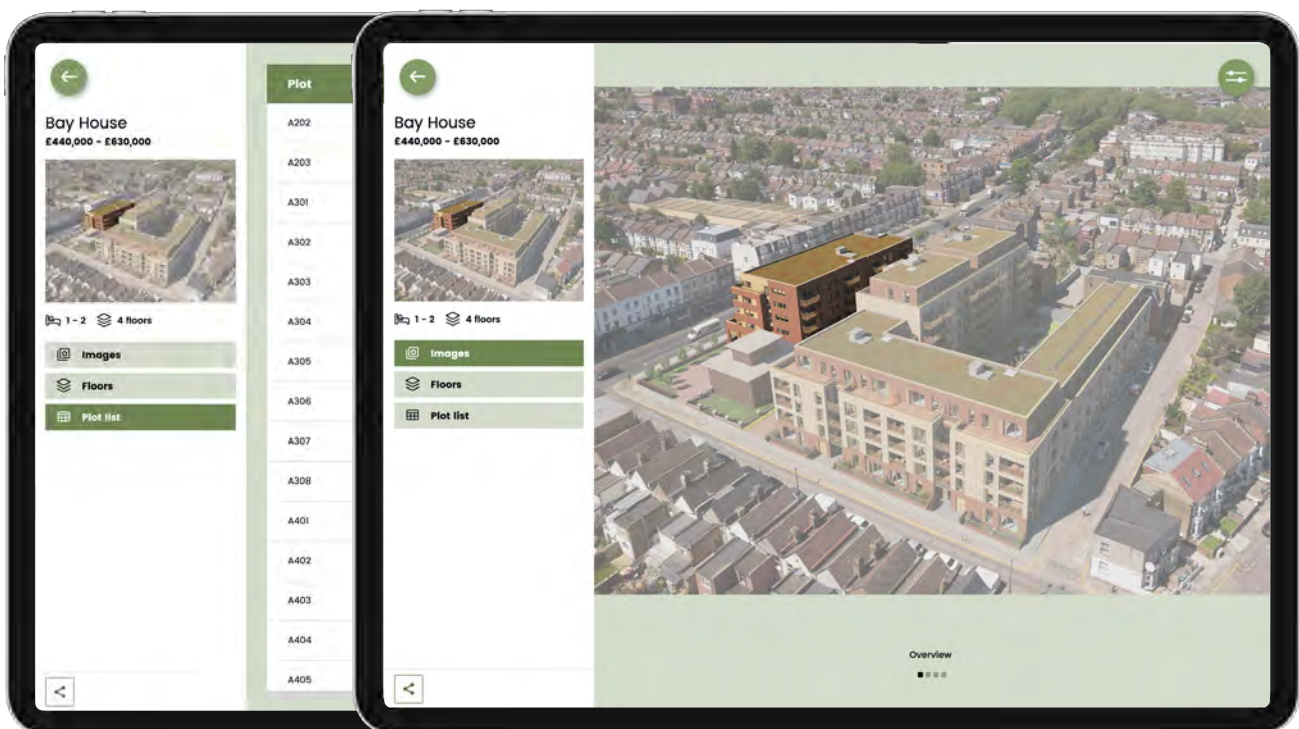 Bay House
£440,000 - £630,000
1 - 2 4 floors
Images
Floors
Plot list
Plot
A202
A203
A301
A302
A303
A304
A305
A306
A307
A308
A401
A402
A403
A404
A405
Bay House
£440,000 - £630,000
1 - 2 4 floors
Images
Floors
Plot list
Overview